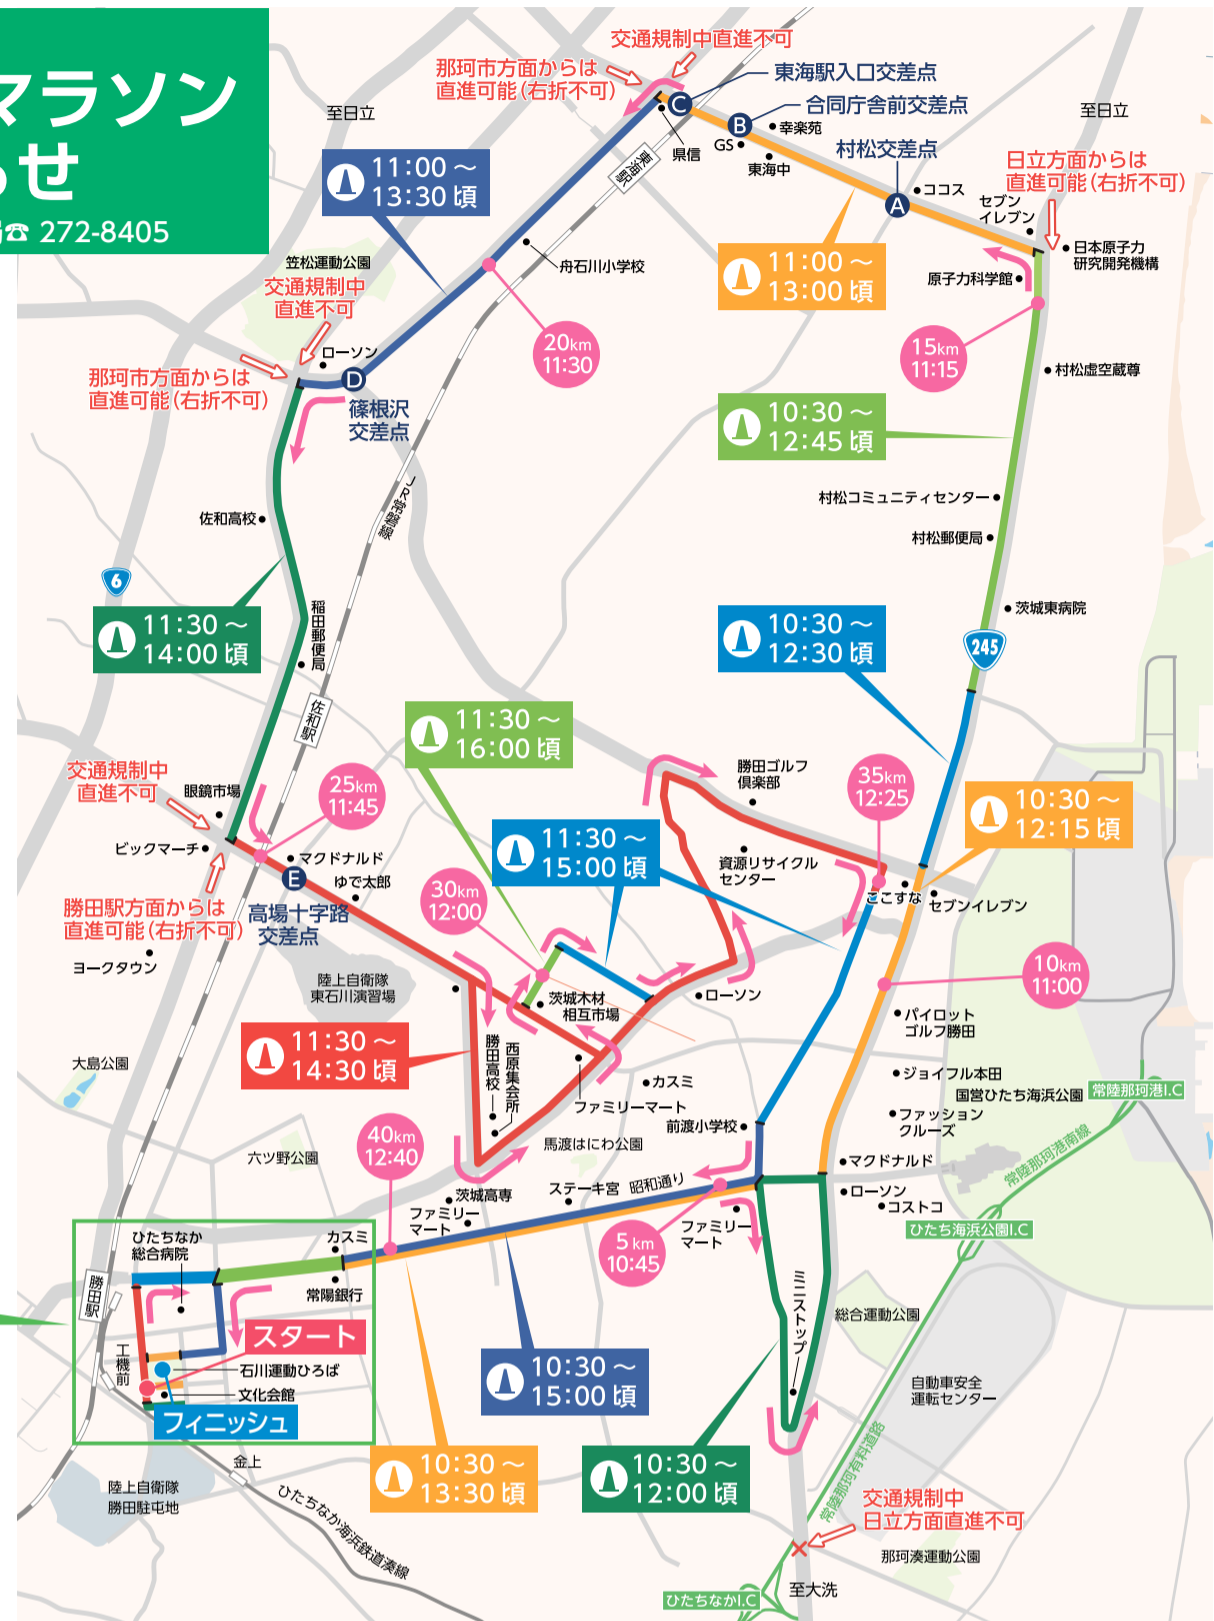 マラソン
らせ
局☎ 272-8405
交通規制中直進不可
那珂市方面からは
直進可能(右折不可)
C
東海駅入口交差点
B
合同庁舎前交差点
幸楽苑
GS
県信
東海中
村松交差点
至日立
至日立
東海駅
A
ココス
セブン
イレブン
日立方面からは
直進可能(右折不可)
日本原子力
研究開発機構
原子力科学館
11:00～
13:30頃
11:00～
13:00頃
舟石川小学校
笠松運動公園
交通規制中
直進不可
ローソン
那珂市方面からは
直進可能(右折不可)
D
篠根沢
交差点
20km
11:30
15km
11:15
村松虚空蔵尊
10:30～
12:45頃
村松コミュニティセンター
村松郵便局
JR常磐線
佐和高校
6
11:30～
14:00頃
稲田郵便局
佐和駅
茨城東病院
245
10:30～
12:30頃
11:30～
16:00頃
交通規制中
直進不可
眼鏡市場
ビックマーチ
25km
11:45
マクドナルド
E
ゆで太郎
高場十字路
交差点
勝田駅方面からは
直進可能(右折不可)
ヨークタウン
勝田ゴルフ
倶楽部
35km
12:25
10:30～
12:15頃
11:30～
15:00頃
資源リサイクル
センター
ここすな
セブンイレブン
30km
12:00
10km
11:00
陸上自衛隊
東石川演習場
茨城木材
相互市場
ローソン
パイロット
ゴルフ勝田
11:30～
14:30頃
勝田高校
西原集会所
大島公園
ジョイフル本田
国営ひたち海浜公園
常陸那珂港I.C
カスミ
ファミリーマート
ファッション
クルーズ
前渡小学校
40km
12:40
馬渡はにわ公園
六ツ野公園
マクドナルド
常陸那珂港南線
茨城高専
ステーキ宮
昭和通り
ローソン
コストコ
ファミリー
マート
ファミリー
マート
ひたち海浜公園I.C
ひたちなか
総合病院
カスミ
5km
10:45
勝田駅
常陽銀行
ミニストップ
総合運動公園
スタート
工機前
石川運動ひろば
文化会館
フィニッシュ
10:30～
15:00頃
自動車安全
運転センター
10:30～
13:30頃
10:30～
12:00頃
金上
陸上自衛隊
勝田駐屯地
ひたちなか海浜鉄道湊線
常陸那珂有料道路
交通規制中
日立方面直進不可
那珂湊運動公園
至大洗
ひたちなかI.C